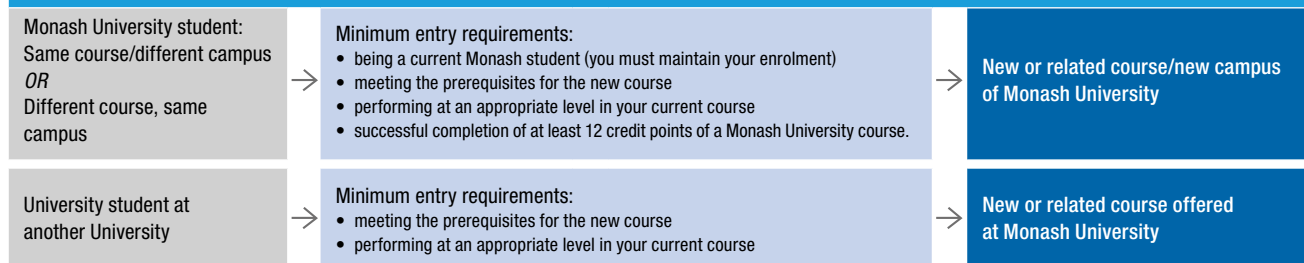 Monash University student:
Same course/different campus
OR
Different course, same
campus
Minimum entry requirements:
• being a current Monash student (you must maintain your enrolment)
• meeting the prerequisites for the new course
• performing at an appropriate level in your current course
• successful completion of at least 12 credit points of a Monash University course.
New or related course/new campus
of Monash University
University student at
another University
Minimum entry requirements:
• meeting the prerequisites for the new course
• performing at an appropriate level in your current course
New or related course offered
at Monash University